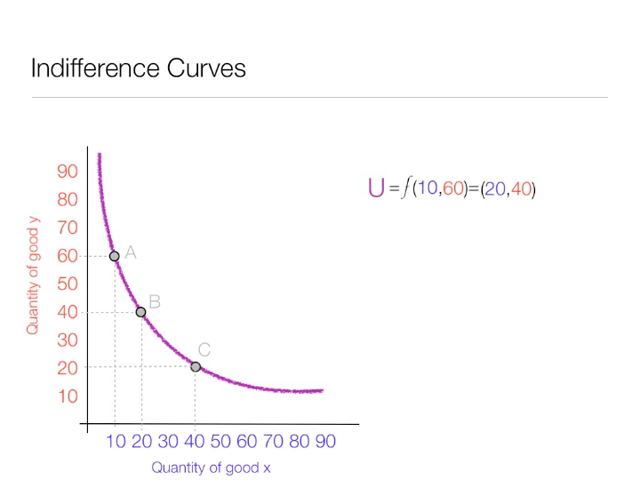 Indifference Curves
U=f(10,60)=(20,40)
Quantity of good y
90
80
70
60
50
40
30
20
10
A
B
C
10 20 30 40 50 60 70 80 90
Quantity of good x